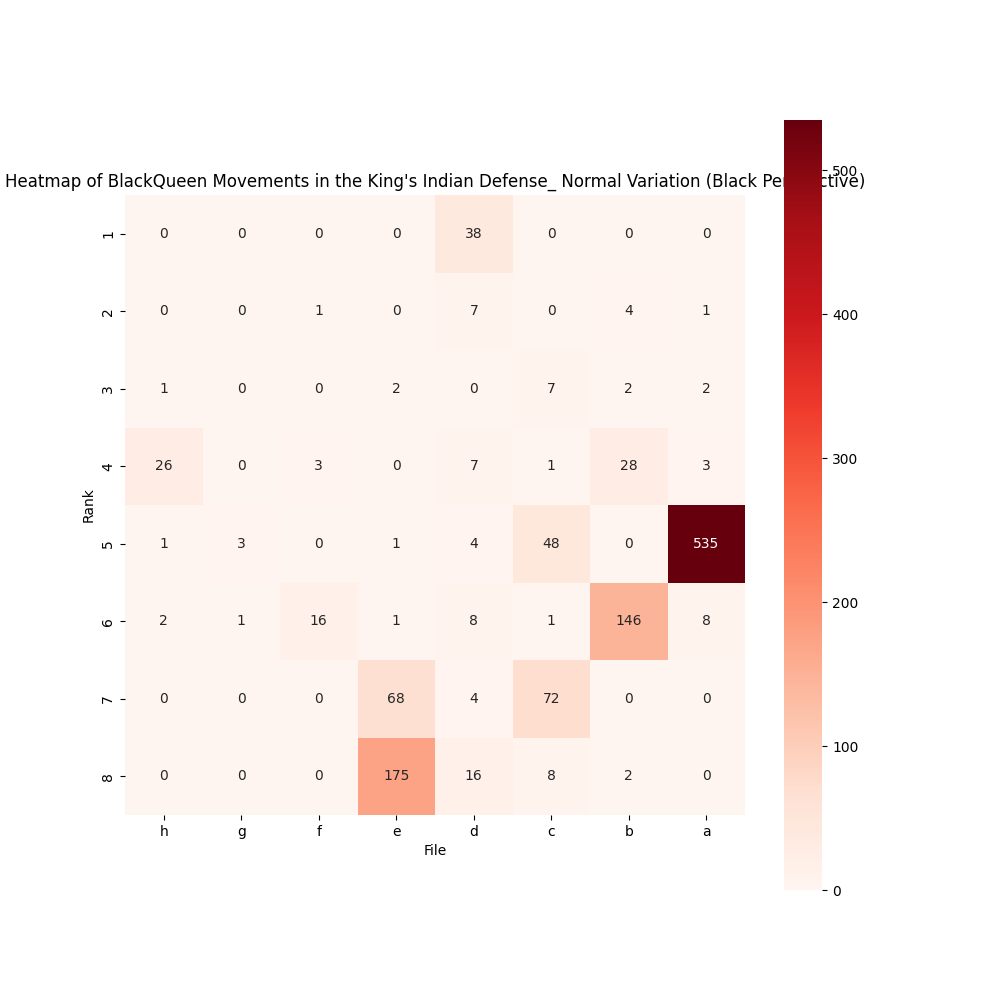 Heatmap of BlackQueen Movements in the King's Indian Defense_ Normal Variation (Black Perspective)
500
1 0 0 0 0 38 0 0 0
2 0 0 1 0 7 0 4 1
400
3 1 0 0 2 0 7 2 2
300
4 26 0 3 0 7 1 28 3
Rank
5 1 3 0 1 4 48 0 535
200
6 2 1 16 1 8 1 146 8
7 0 0 0 68 4 72 0 0
100
8 0 0 0 175 16 8 2 0
h g f e d c b a
File
0